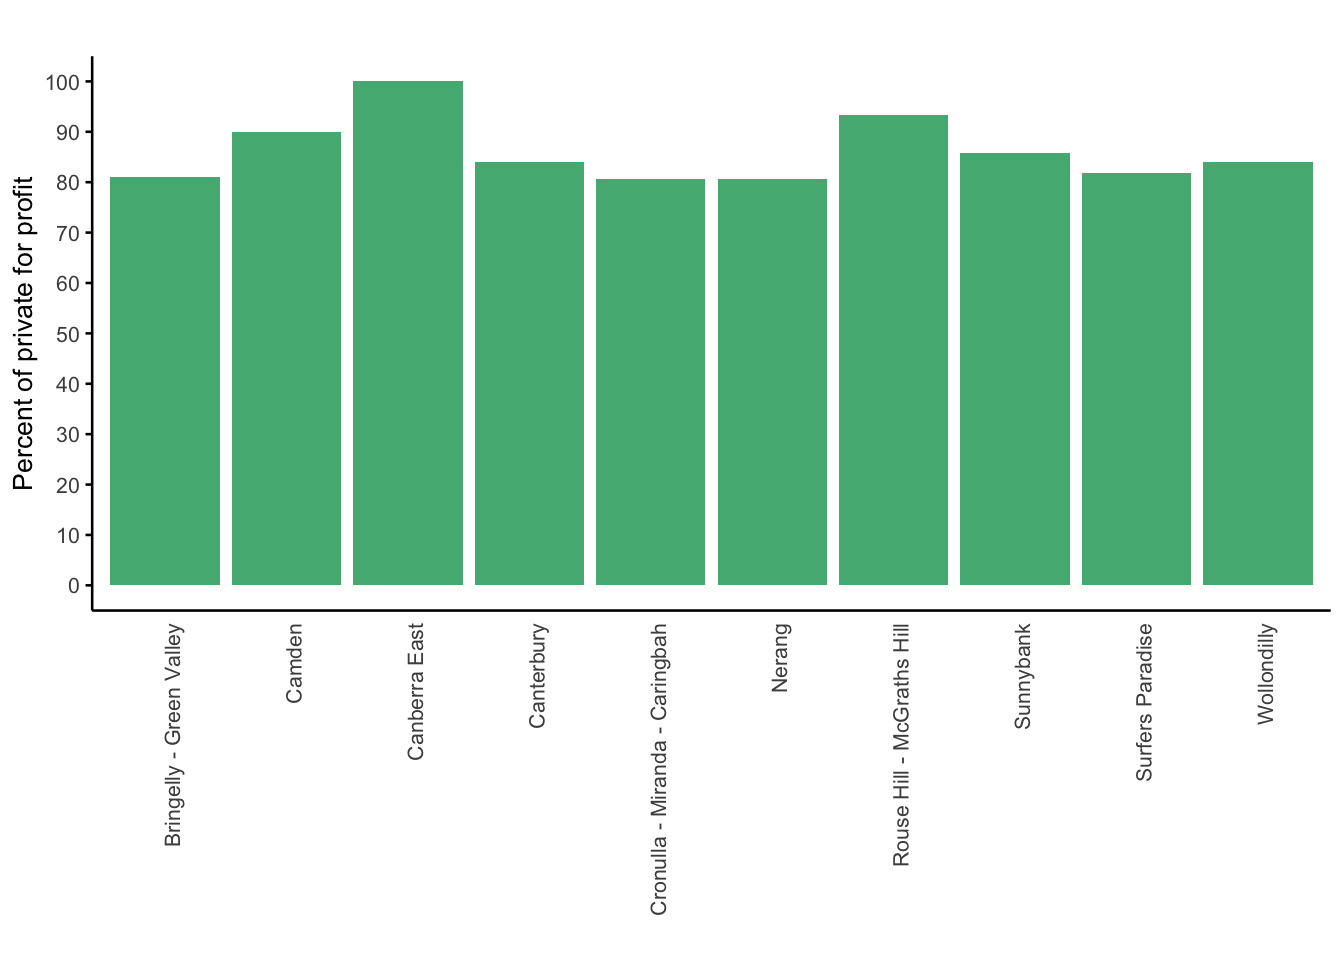 Percent of private for profit
100
90
80
70
60
50
40
30
20
10
0
Bringelly - Green Valley
Camden
Canberra East
Canterbury
Cronulla - Miranda - Caringbah
Nerang
Rouse Hill - McGraths Hill
Sunnybank
Surfers Paradise
Wollondilly